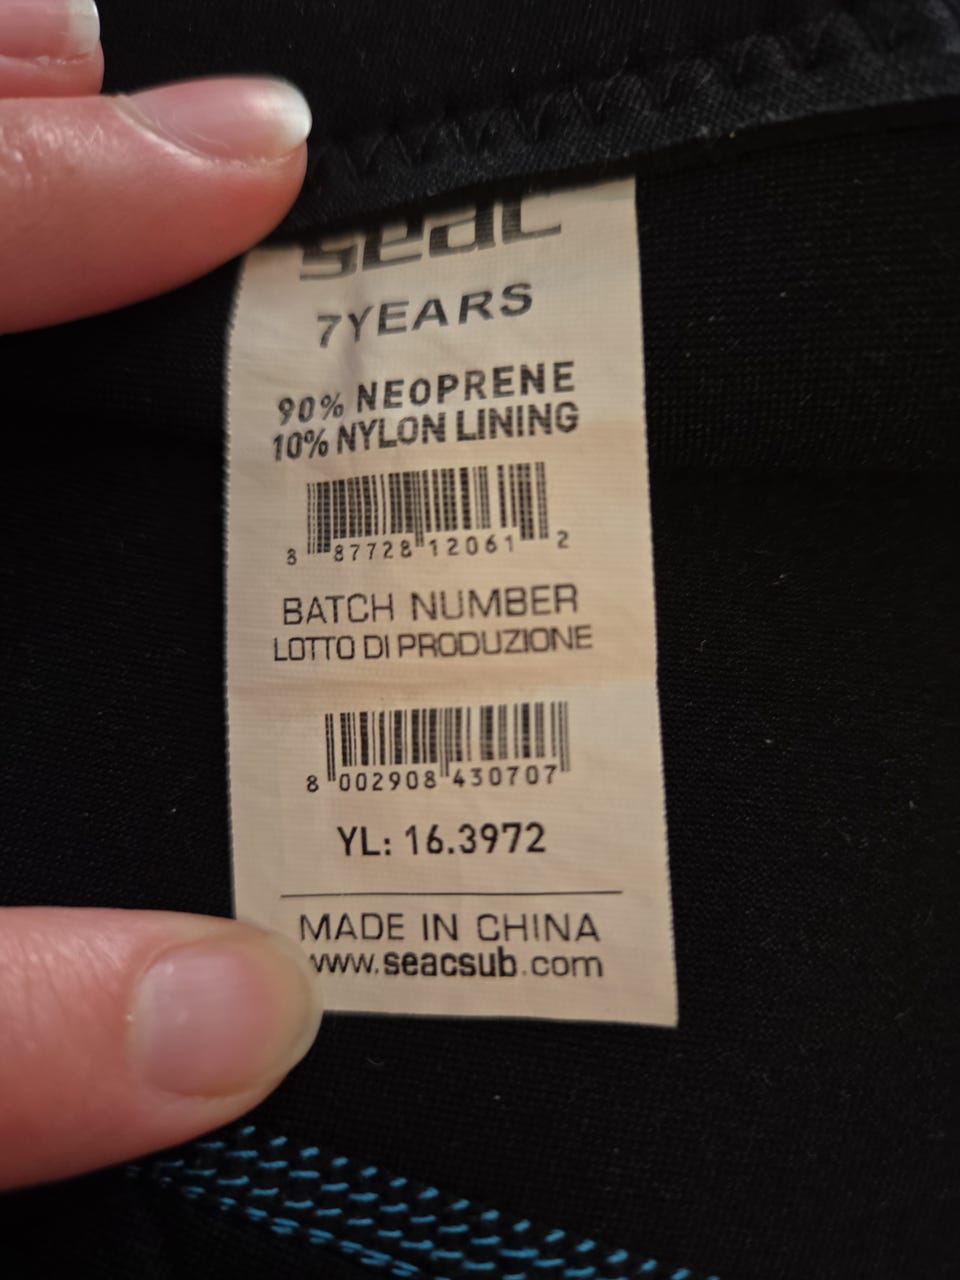 seac
7YEARS
90% NEOPRENE
10% NYLON LINING
8 87728 12061 2
BATCH NUMBER
LOTTO DI PRODUZIONE
8 002908 430707
YL: 16.3972
MADE IN CHINA
www.seacsub.com